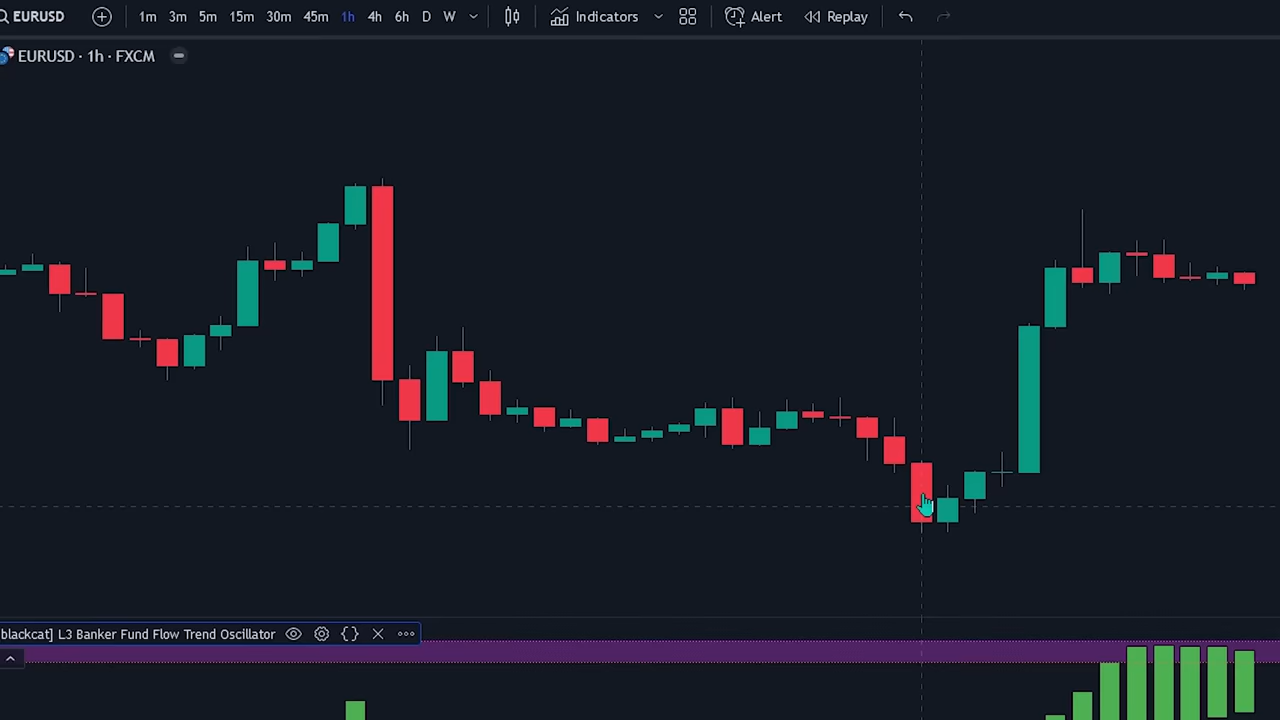 EURUSD 1m 3m 5m 15m 30m 45m 1h 4h 6h D W Indicators Alert Replay
EURUSD · 1h · FXCM
blackcat] L3 Banker Fund Flow Trend Oscillator